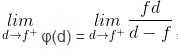 lim d→f⁺ φ(d) = lim d→f⁺ fd / d − f